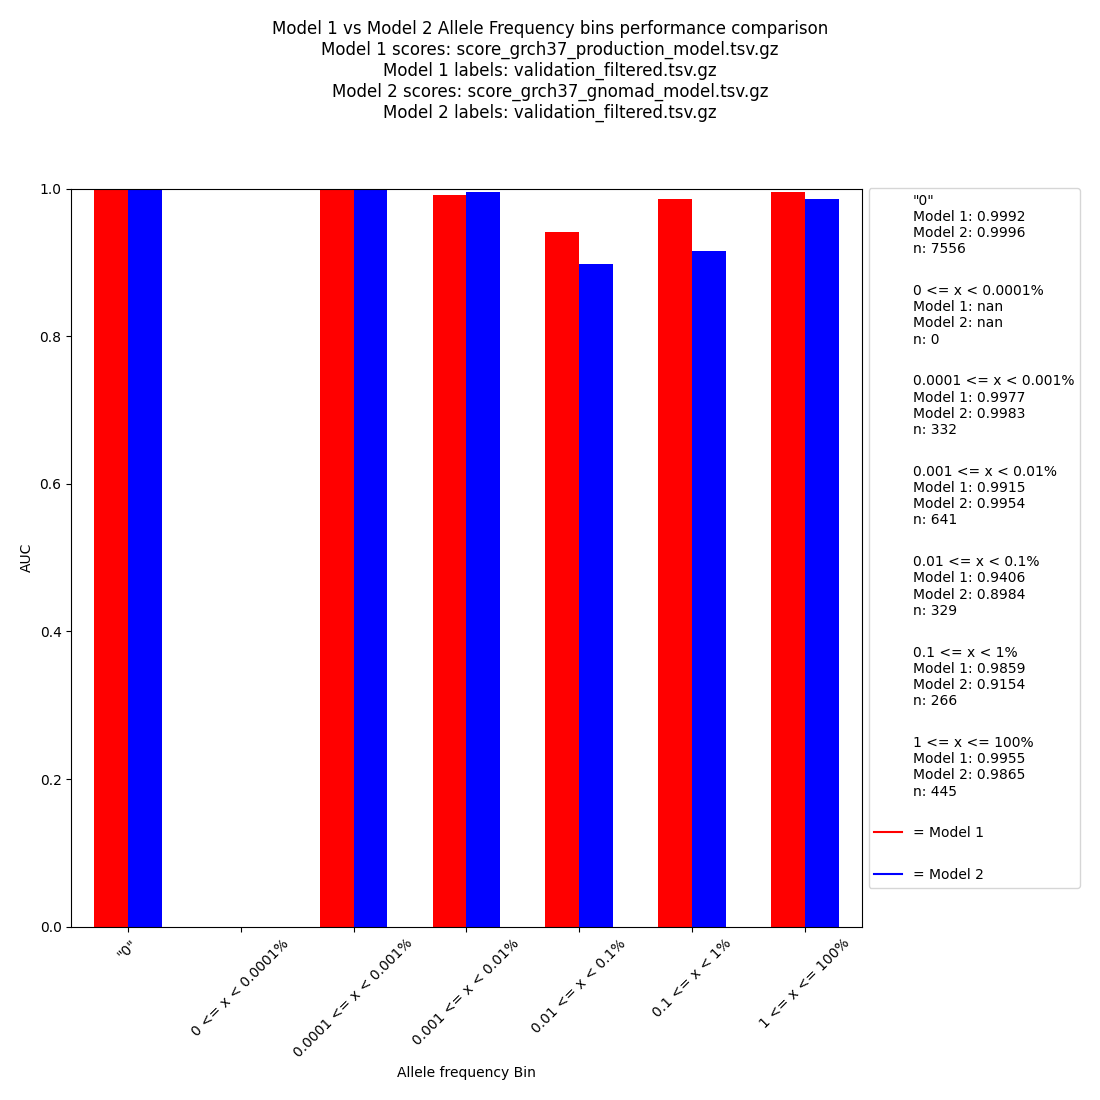 Model 1 vs Model 2 Allele Frequency bins performance comparison
Model 1 scores: score_grch37_production_model.tsv.gz
Model 1 labels: validation_filtered.tsv.gz
Model 2 scores: score_grch37_gnomad_model.tsv.gz
Model 2 labels: validation_filtered.tsv.gz
1.0
0.8
0.6
0.4
0.2
0.0
AUC
"0"
0 <= x < 0.0001%
0.0001 <= x < 0.001%
0.001 <= x < 0.01%
0.01 <= x < 0.1%
0.1 <= x < 1%
1 <= x <= 100%
Allele frequency Bin
"0"
Model 1: 0.9992
Model 2: 0.9996
n: 7556
0 <= x < 0.0001%
Model 1: nan
Model 2: nan
n: 0
0.0001 <= x < 0.001%
Model 1: 0.9977
Model 2: 0.9983
n: 332
0.001 <= x < 0.01%
Model 1: 0.9915
Model 2: 0.9954
n: 641
0.01 <= x < 0.1%
Model 1: 0.9406
Model 2: 0.8984
n: 329
0.1 <= x < 1%
Model 1: 0.9859
Model 2: 0.9154
n: 266
1 <= x <= 100%
Model 1: 0.9955
Model 2: 0.9865
n: 445
= Model 1
= Model 2